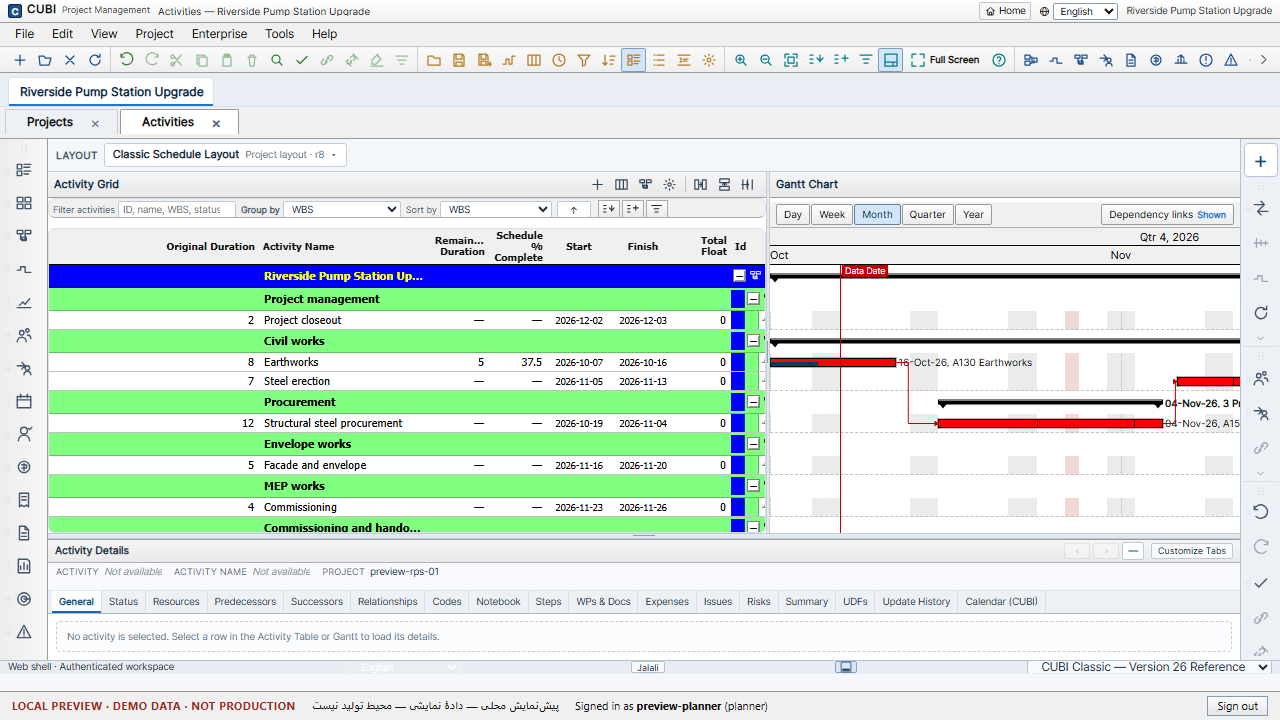 CUBI Project Management Activities — Riverside Pump Station Upgrade Home English Riverside Pump Station Upgrade
File Edit View Project Enterprise Tools Help
Full Screen
Riverside Pump Station Upgrade
Projects Activities
LAYOUT Classic Schedule Layout Project layout · r8
Activity Grid Gantt Chart
Filter activities ID, name, WBS, status Group by WBS Sort by WBS
Day Week Month Quarter Year Dependency links Shown
Original Duration Activity Name Remain... Duration Schedule % Complete Start Finish Total Float Id
Qtr 4, 2026
Oct Nov
Riverside Pump Station Up... Data Date
Project management
2 Project closeout — — 2026-12-02 2026-12-03 0
Civil works
8 Earthworks 5 37.5 2026-10-07 2026-10-16 0 16-Oct-26, A130 Earthworks
7 Steel erection — — 2026-11-05 2026-11-13 0
Procurement 04-Nov-26, 3 Pr
12 Structural steel procurement — — 2026-10-19 2026-11-04 0 04-Nov-26, A15
Envelope works
5 Facade and envelope — — 2026-11-16 2026-11-20 0
MEP works
4 Commissioning — — 2026-11-23 2026-11-26 0
Commissioning and hando...
Activity Details Customize Tabs
ACTIVITY Not available ACTIVITY NAME Not available PROJECT preview-rps-01
General Status Resources Predecessors Successors Relationships Codes Notebook Steps WPs & Docs Expenses Issues Risks Summary UDFs Update History Calendar (CUBI)
No activity is selected. Select a row in the Activity Table or Gantt to load its details.
Web shell · Authenticated workspace English Jalali CUBI Classic — Version 26 Reference
LOCAL PREVIEW · DEMO DATA · NOT PRODUCTION پیش‌نمایش محلی — دادهٔ نمایشی — محیط تولید نیست Signed in as preview-planner (planner) Sign out